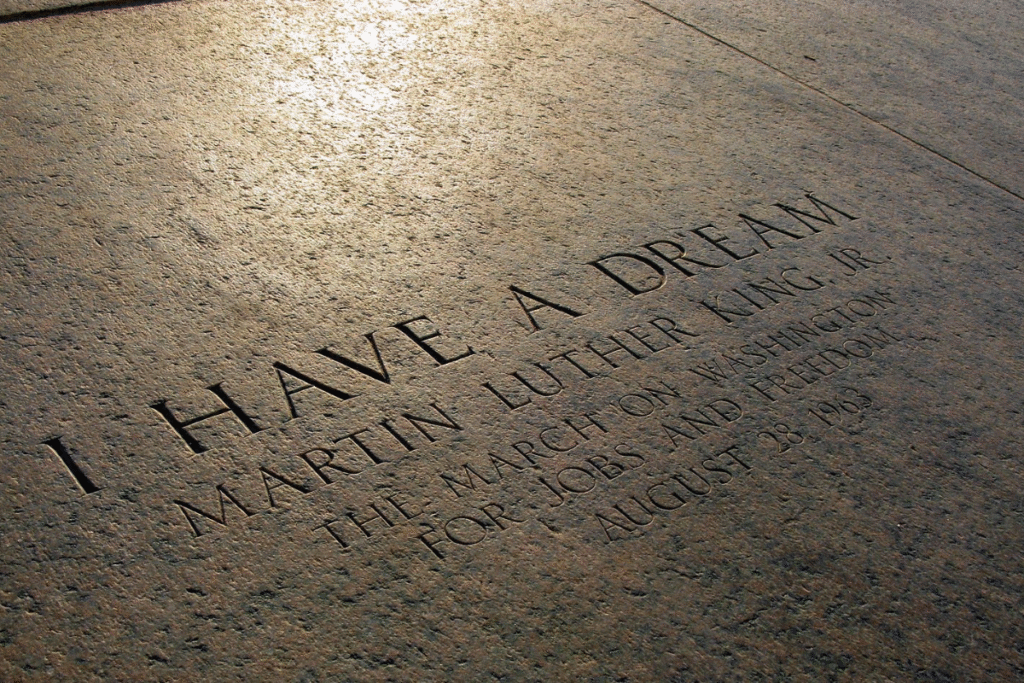 I HAVE A DREAM
MARTIN LUTHER KING, JR.
THE MARCH ON WASHINGTON
FOR JOBS AND FREEDOM
AUGUST 28 1963